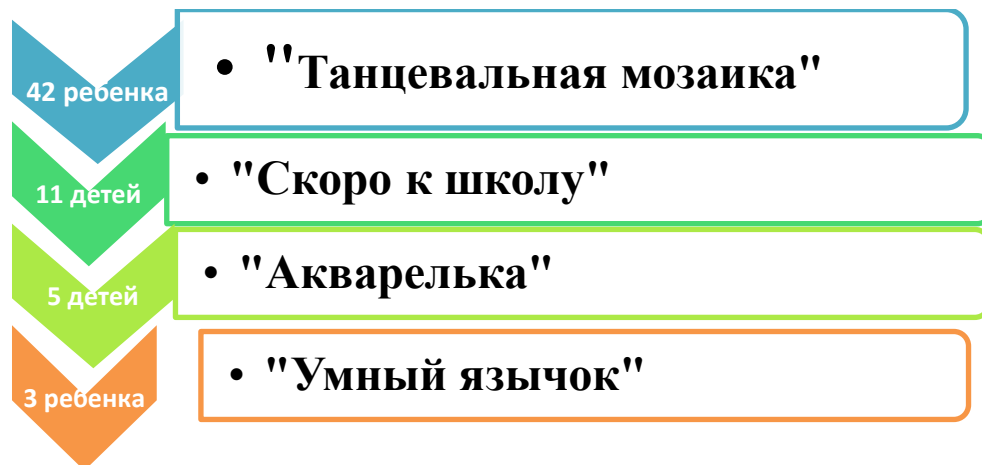 42 ребенка
• "Танцевальная мозаика"
11 детей
• "Скоро к школу"
5 детей
• "Акварелька"
3 ребенка
• "Умный язычок"